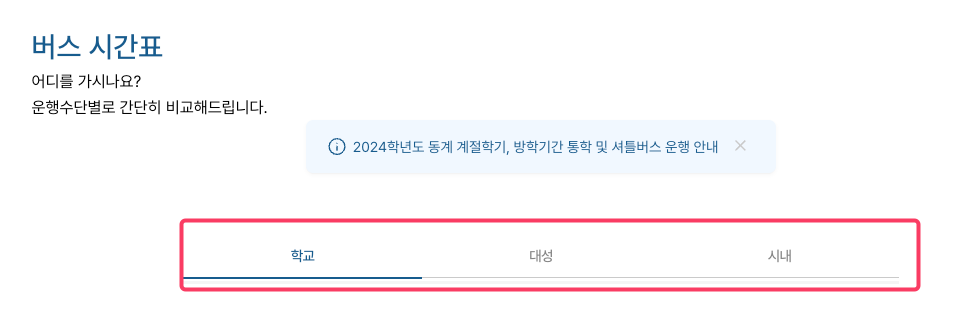 버스 시간표
어디를 가시나요?
운행수단별로 간단히 비교해드립니다.
2024학년도 동계 계절학기, 방학기간 통학 및 셔틀버스 운행 안내
학교 대성 시내